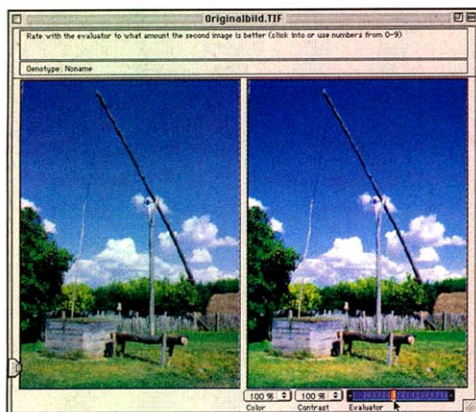 Originalbild.TIF
Rate with the evaluator to what amount the second image is better (click into or use numbers from 0-9)
Genotype: Noname
100 % 100 %
Color Contrast Evaluator